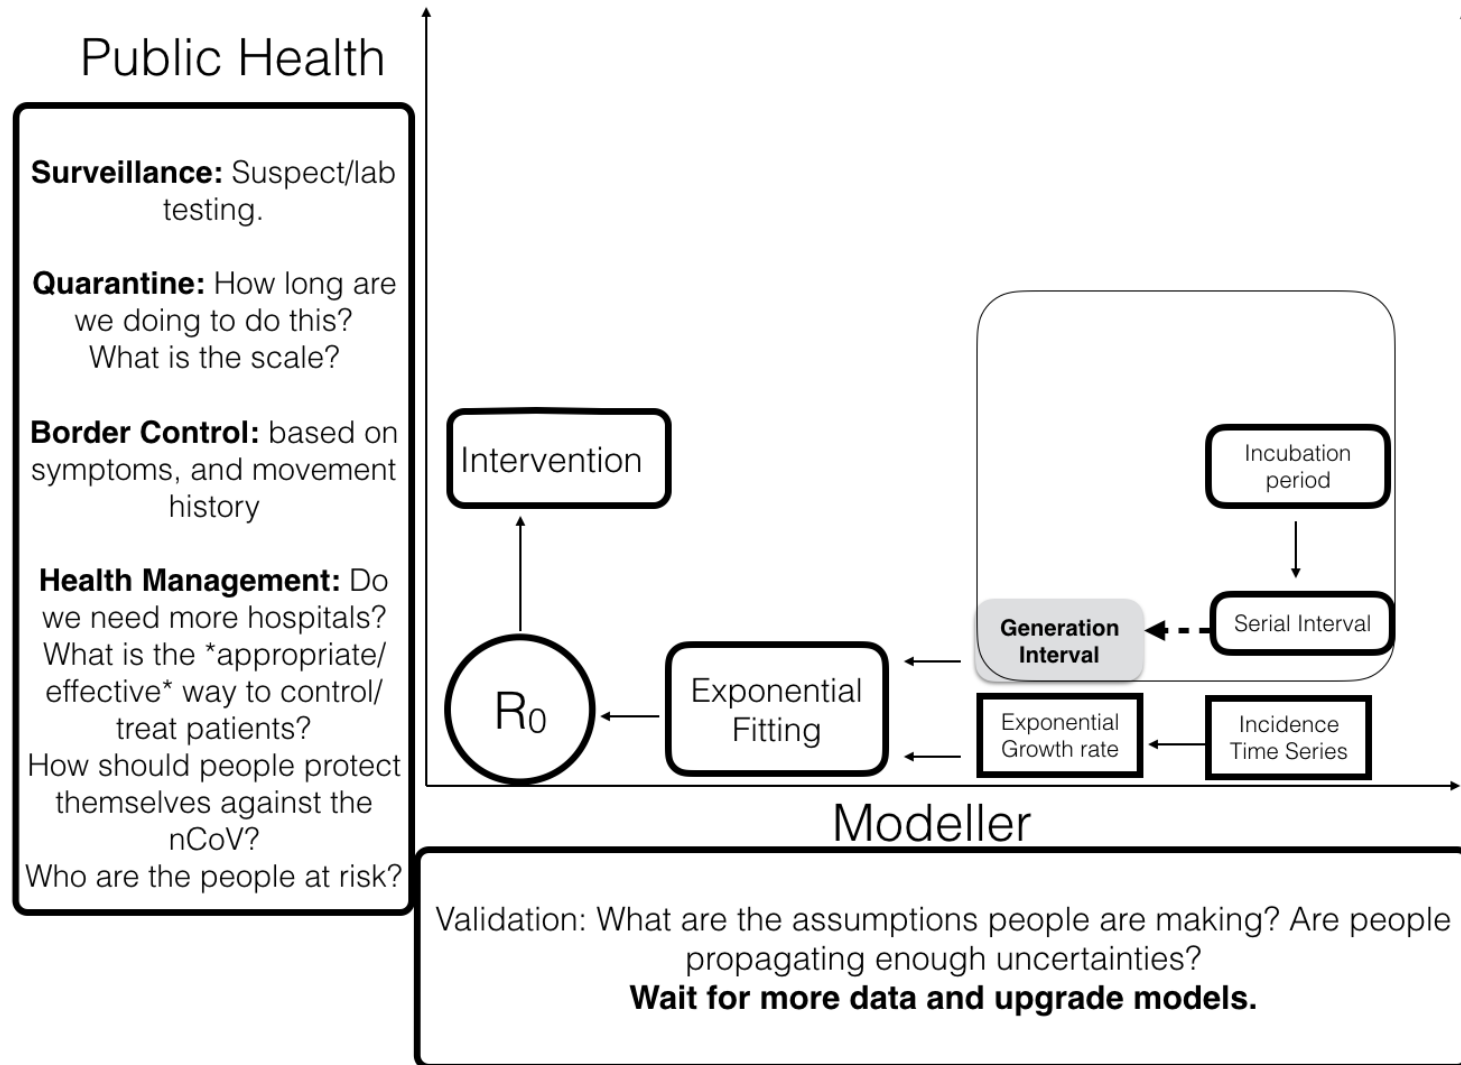 Public Health
Surveillance: Suspect/lab
testing.
Quarantine: How long are
we doing to do this?
What is the scale?
Border Control: based on
symptoms, and movement
history
Health Management: Do
we need more hospitals?
What is the *appropriate/
effective* way to control/
treat patients?
How should people protect
themselves against the
nCoV?
Who are the people at risk?
Intervention
R0
Exponential
Fitting
Generation
Interval
Exponential
Growth rate
Incubation
period
Serial Interval
Incidence
Time Series
Modeller
Validation: What are the assumptions people are making? Are people
propagating enough uncertainties?
Wait for more data and upgrade models.